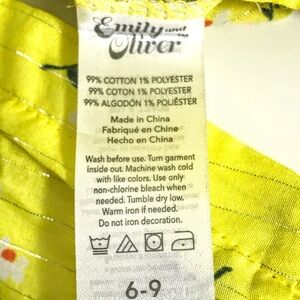 Emily and
Oliver™
99% COTTON 1% POLYESTER
99% COTON 1% POLYESTER
99% ALGODÓN 1% POLIÉSTER
Made in China
Fabriqué en Chine
Hecho en China
Wash before use. Turn garment
inside out. Machine wash cold
with like colors. Use only
non-chlorine bleach when
needed. Tumble dry low.
Warm iron if needed.
Do not iron decoration.
6-9